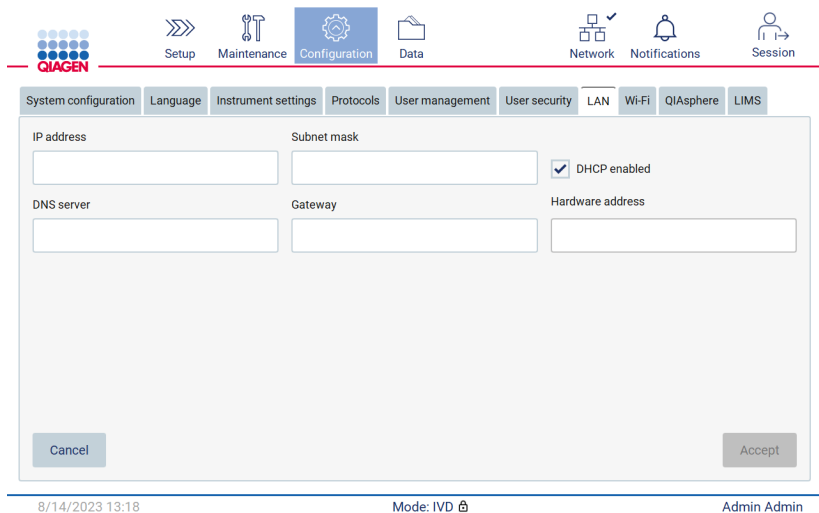 QIAGEN
Setup Maintenance Configuration Data Network Notifications Session
System configuration Language Instrument settings Protocols User management User security LAN Wi-Fi QIAsphere LIMS
IP address Subnet mask
DHCP enabled
DNS server Gateway Hardware address
Cancel Accept
8/14/2023 13:18 Mode: IVD Admin Admin